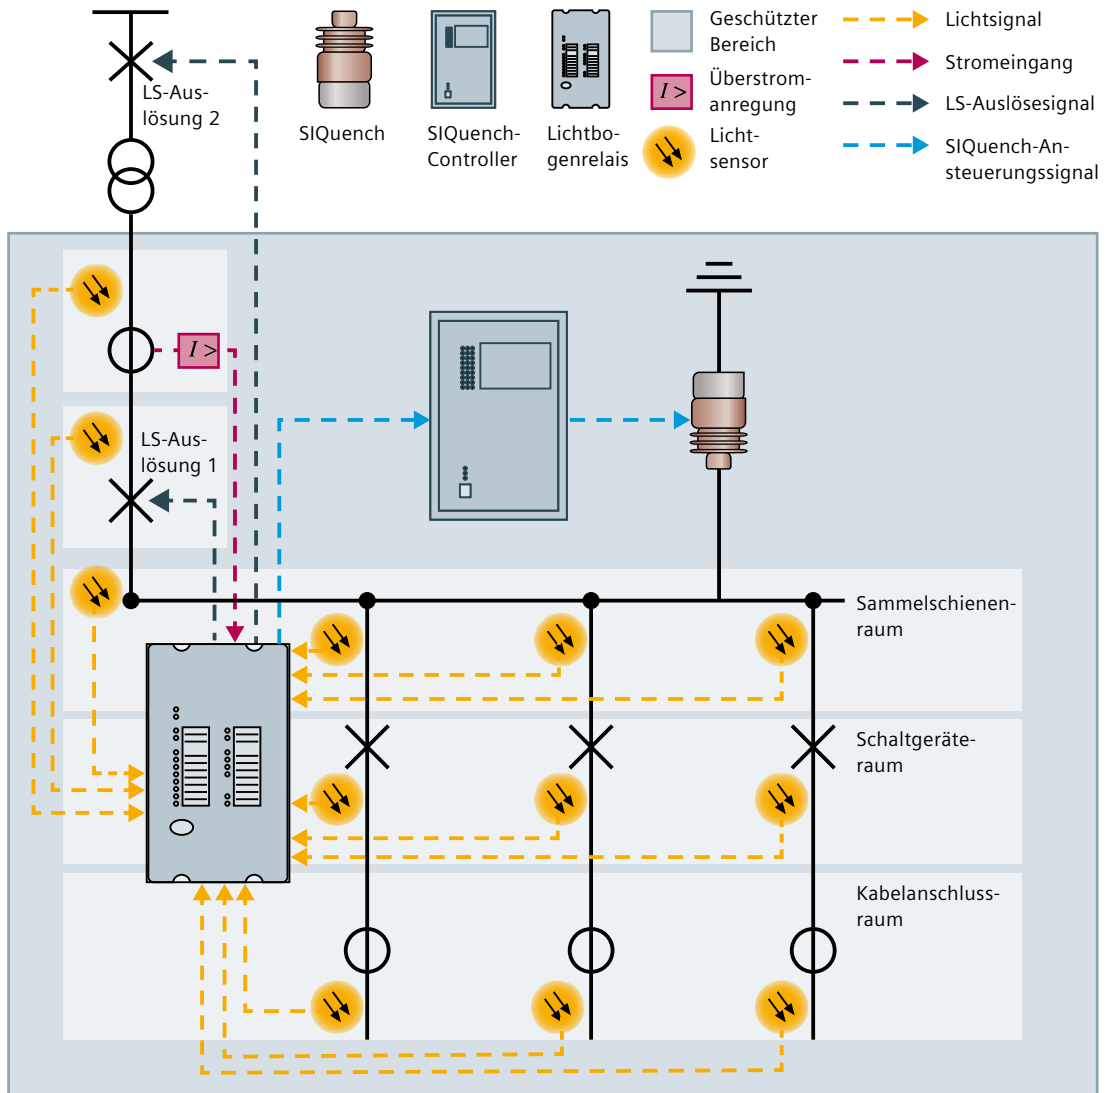 LS-Aus-
lösung 2
SIQuench
SIQuench-
Controller
Lichtbo-
genrelais
Geschützter
Bereich
I >
Überstrom-
anregung
Licht-
sensor
Lichtsignal
Stromeingang
LS-Auslösesignal
SIQuench-An-
steuerungssignal
I >
LS-Aus-
lösung 1
Sammelschienen-
raum
Schaltgeräte-
raum
Kabelanschluss-
raum